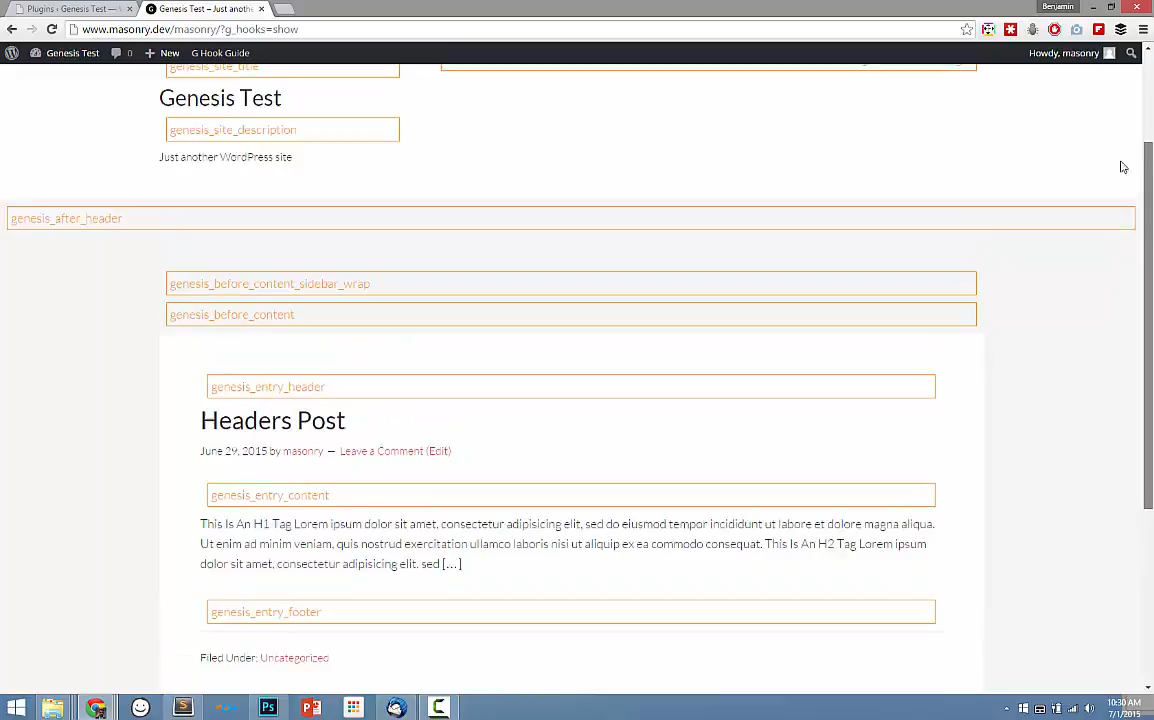 Plugins ‹ Genesis Test —
Genesis Test – Just anoth
Benjamin
www.masonry.dev/masonry/?g_hooks=show
Genesis Test
0
New
G Hook Guide
Howdy, masonry
genesis_site_title
Genesis Test
genesis_site_description
Just another WordPress site
genesis_after_header
genesis_before_content_sidebar_wrap
genesis_before_content
genesis_entry_header
Headers Post
June 29, 2015 by masonry — Leave a Comment (Edit)
genesis_entry_content
This Is An H1 Tag Lorem ipsum dolor sit amet, consectetur adipisicing elit, sed do eiusmod tempor incididunt ut labore et dolore magna aliqua.
Ut enim ad minim veniam, quis nostrud exercitation ullamco laboris nisi ut aliquip ex ea commodo consequat. This Is An H2 Tag Lorem ipsum
dolor sit amet, consectetur adipisicing elit, sed [...]
genesis_entry_footer
Filed Under: Uncategorized
10:30 AM
7/1/2015